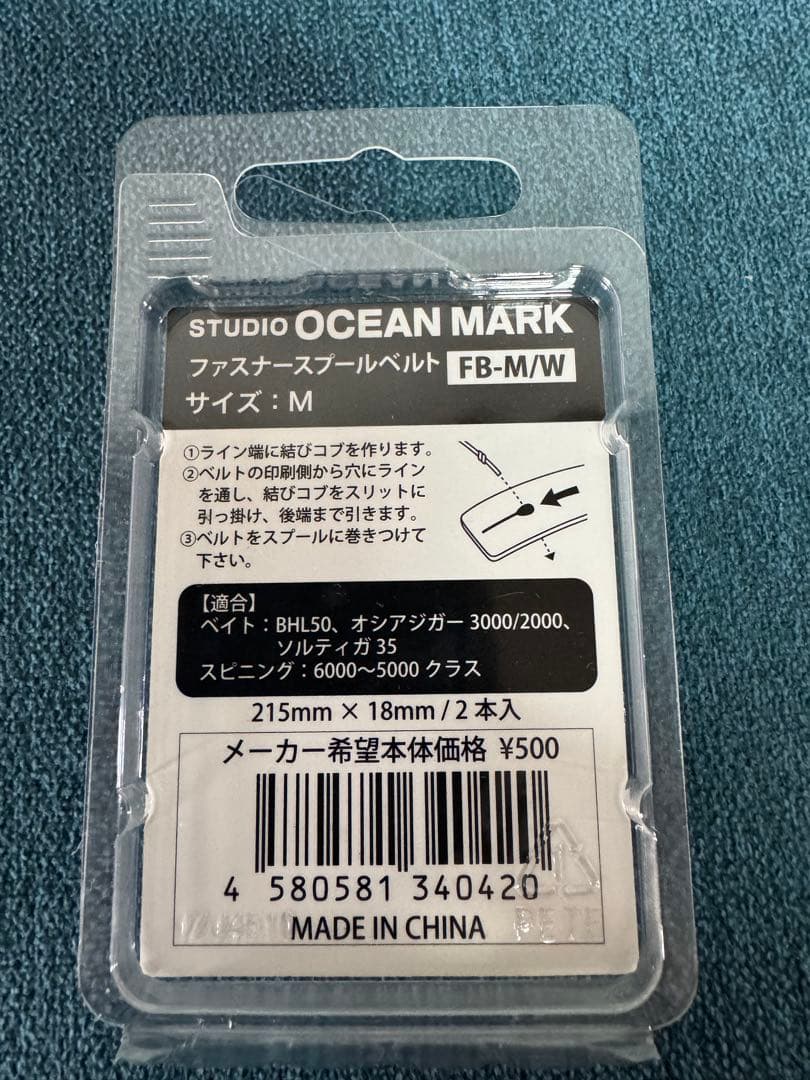 STUDIO OCEAN MARK
ファスナースプールベルト FB-M/W
サイズ：M
①ライン端に結びコブを作ります。
②ベルトの印刷側から穴にライン
を通し、結びコブをスリットに
引っ掛け、後端まで引きます。
③ベルトをスプールに巻きつけて
下さい。
【適合】
ベイト：BHL50、オシアジガー 3000/2000、
ソルティガ 35
スピニング：6000〜5000 クラス
215mm × 18mm / 2 本入
メーカー希望本体価格 ¥500
4 580581 340420
MADE IN CHINA
PETE